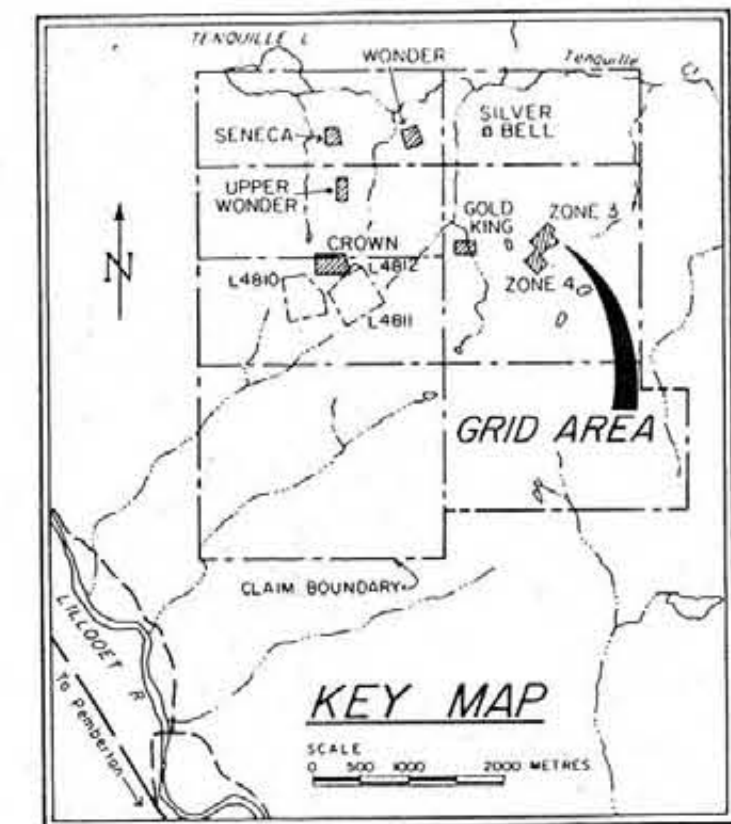 TENQUILLE L
WONDER
Tenquille
Cr
SENECA
SILVER
BELL
UPPER
WONDER
GOLD
KING
ZONE 3
N
CROWN
L4812
L4810
ZONE 4
L4811
GRID AREA
CLAIM BOUNDARY
LILLOOET R
To Pemberton
KEY MAP
SCALE
0 500 1000 2000 METRES